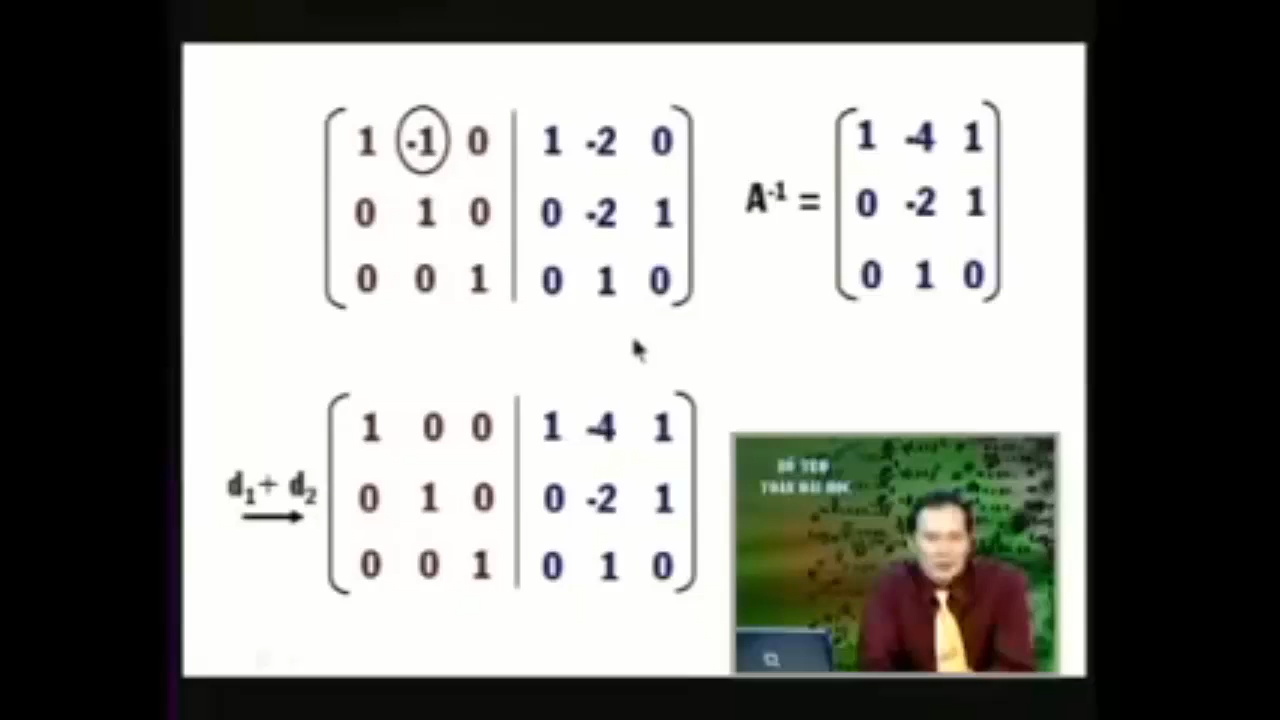 1 -1 0 | 1 -2 0
0 1 0 | 0 -2 1
0 0 1 | 0 1 0
A⁻¹ =
1 -4 1
0 -2 1
0 1 0
d₁+ d₂
1 0 0 | 1 -4 1
0 1 0 | 0 -2 1
0 0 1 | 0 1 0